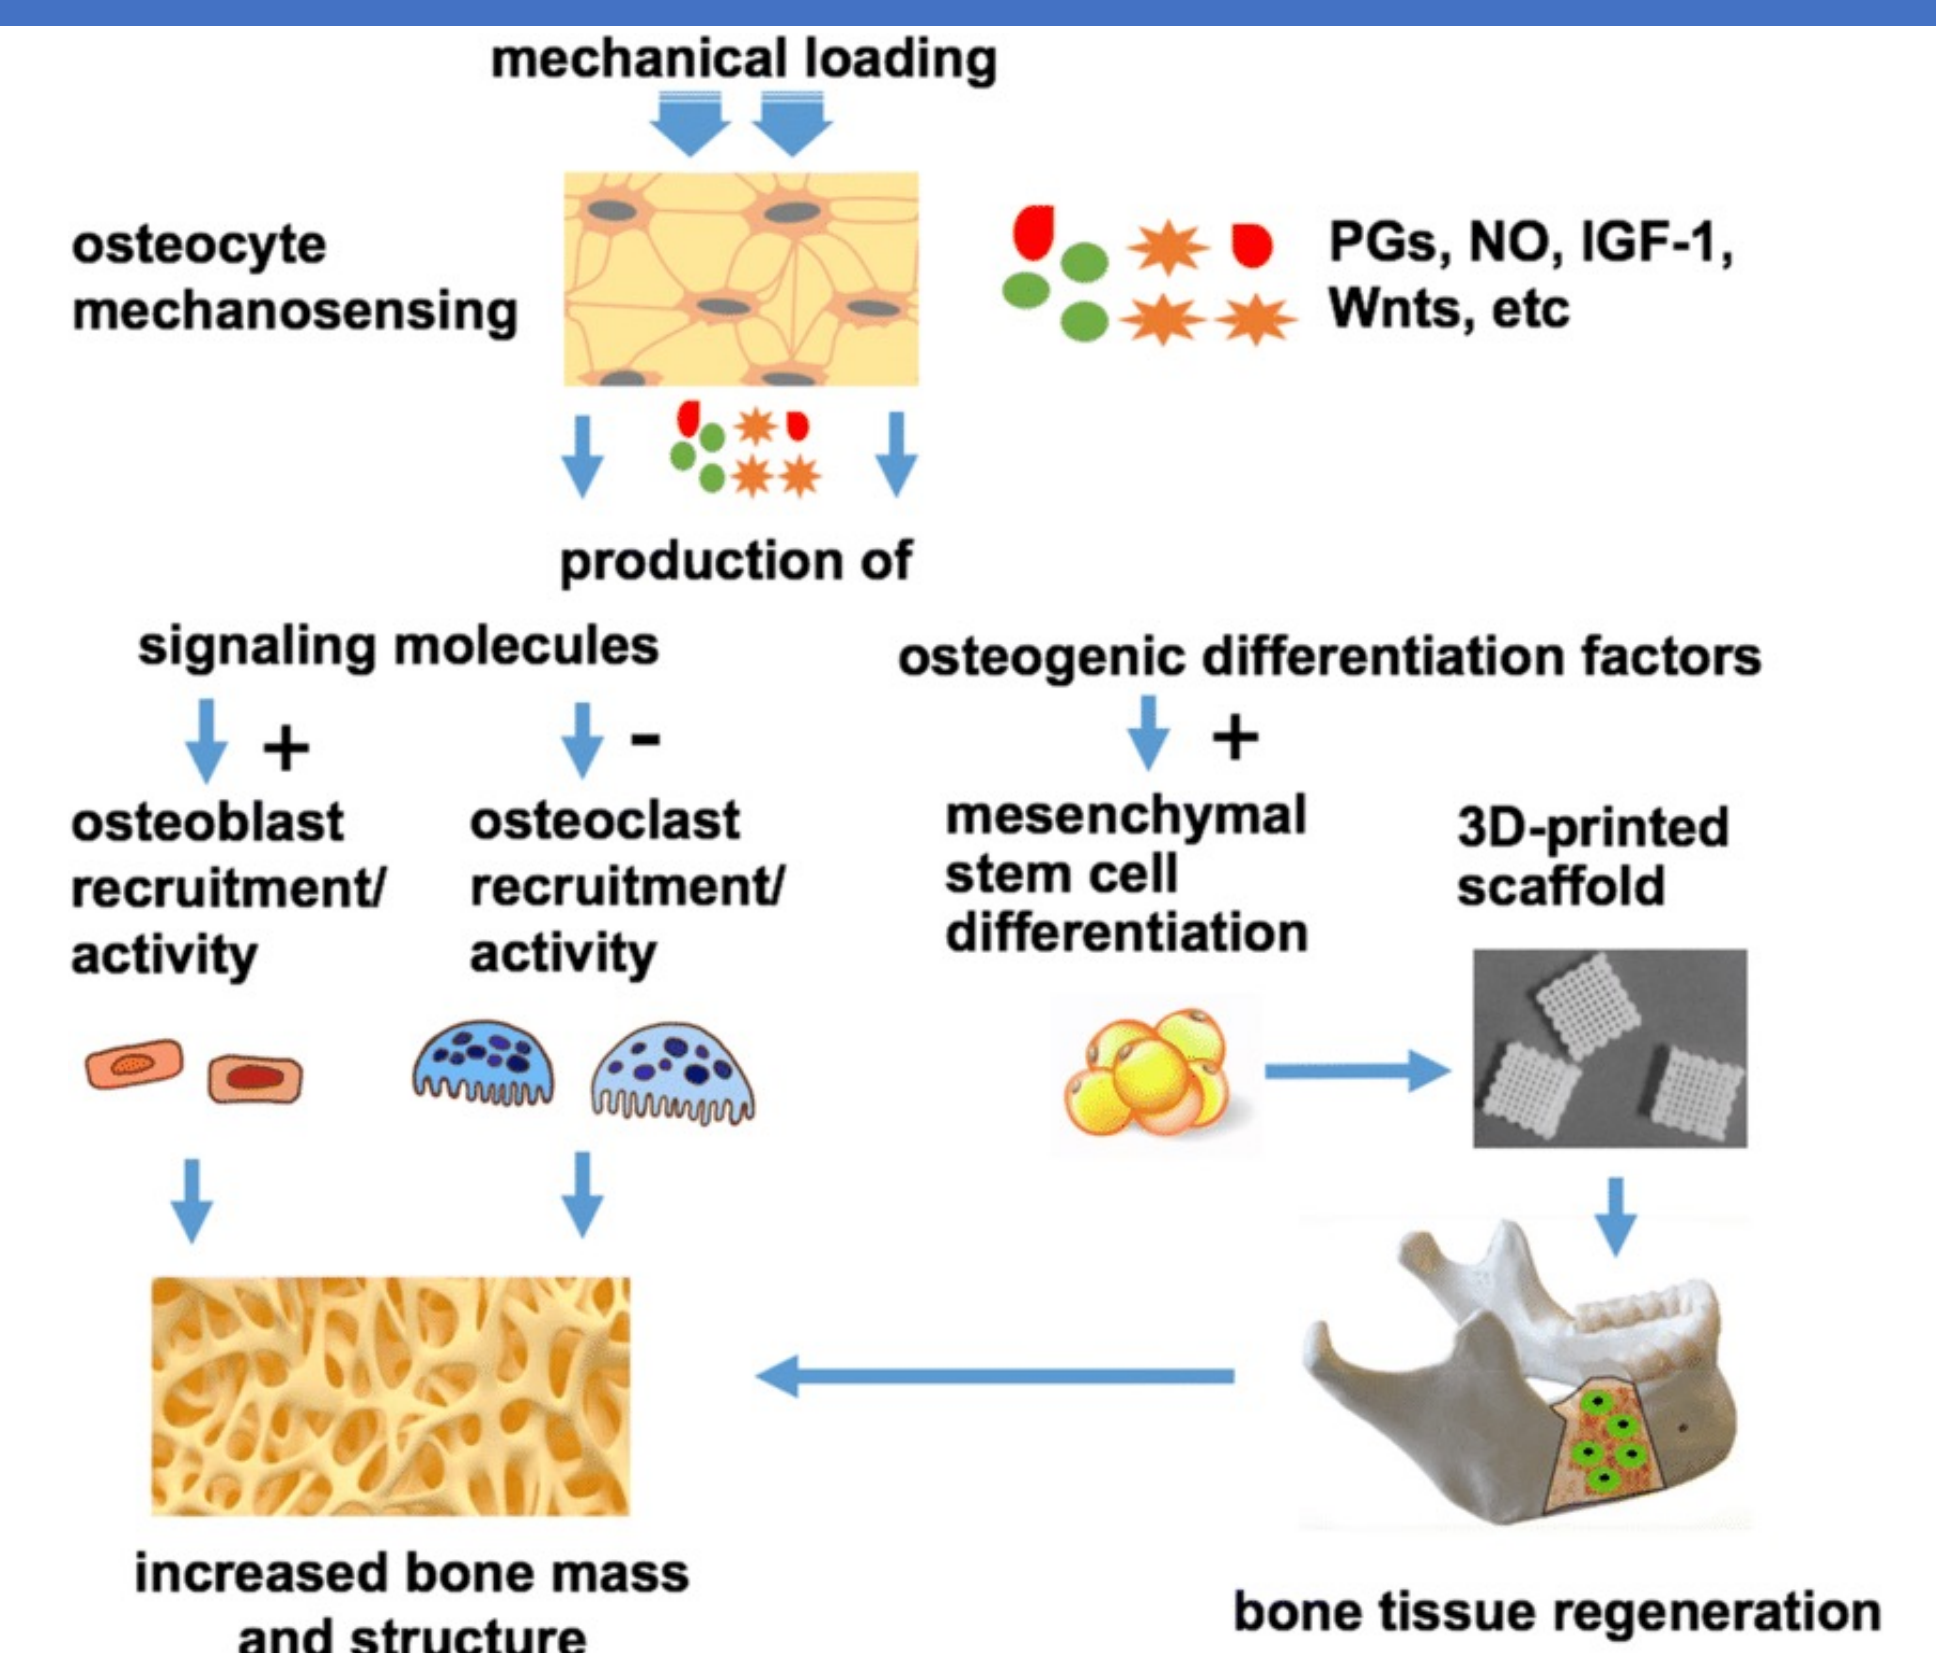 mechanical loading
osteocyte
mechanosensing
PGs, NO, IGF-1,
Wnts, etc
production of
signaling molecules
osteogenic differentiation factors
+
-
+
osteoblast
recruitment/
activity
osteoclast
recruitment/
activity
mesenchymal
stem cell
differentiation
3D-printed
scaffold
increased bone mass
and structure
bone tissue regeneration